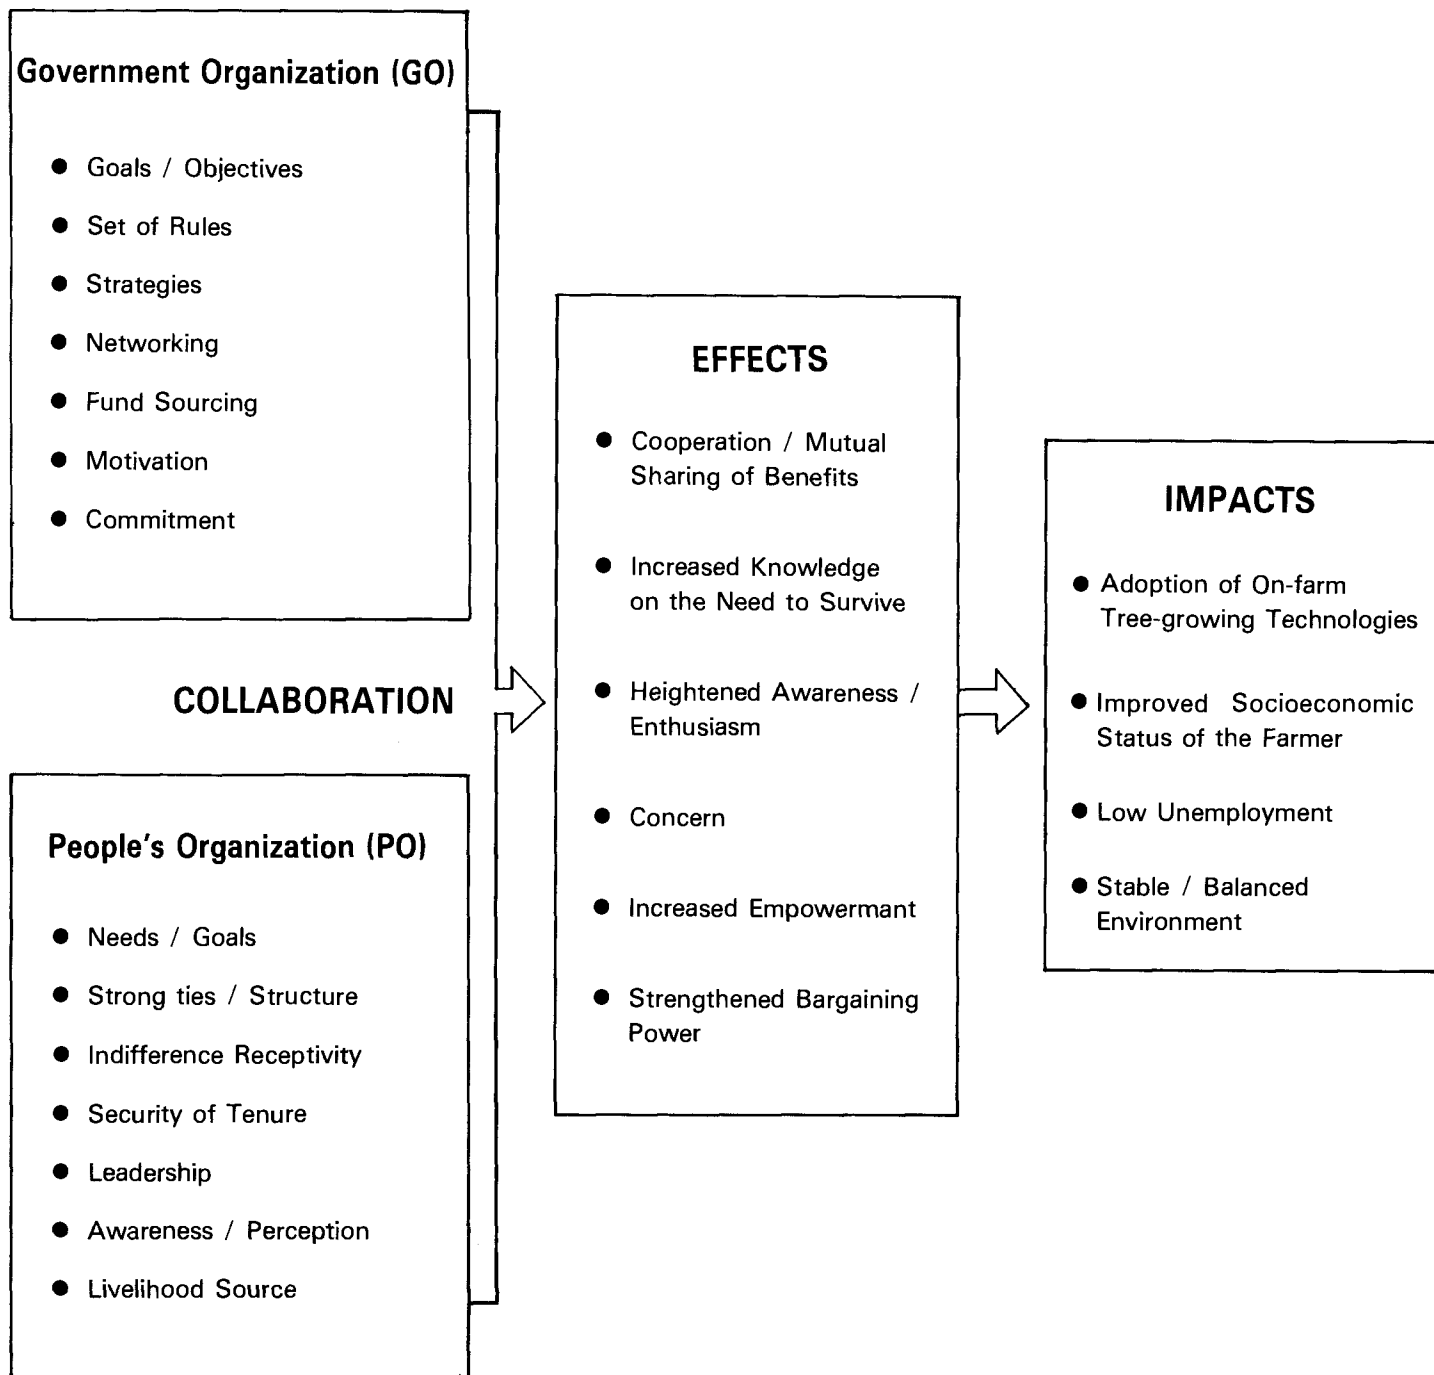 Government Organization (GO)
● Goals / Objectives
● Set of Rules
● Strategies
● Networking
● Fund Sourcing
● Motivation
● Commitment
COLLABORATION
People's Organization (PO)
● Needs / Goals
● Strong ties / Structure
● Indifference Receptivity
● Security of Tenure
● Leadership
● Awareness / Perception
● Livelihood Source
EFFECTS
● Cooperation / Mutual
Sharing of Benefits
● Increased Knowledge
on the Need to Survive
● Heightened Awareness /
Enthusiasm
● Concern
● Increased Empowermant
● Strengthened Bargaining
Power
IMPACTS
● Adoption of On-farm
Tree-growing Technologies
● Improved Socioeconomic
Status of the Farmer
● Low Unemployment
● Stable / Balanced
Environment